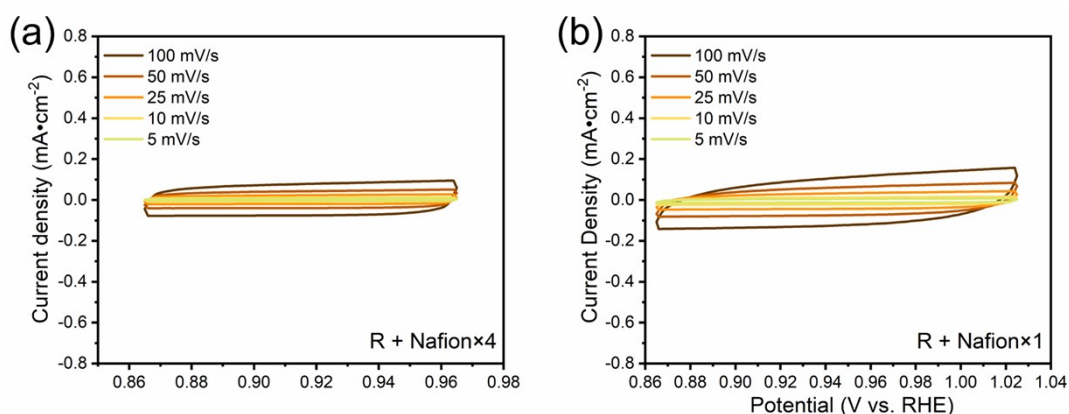 (a)
Current density (mA•cm-2)
0.8
0.6
0.4
0.2
0.0
-0.2
-0.4
-0.6
-0.8
100 mV/s
50 mV/s
25 mV/s
10 mV/s
5 mV/s
R + Nafion×4
0.86 0.88 0.90 0.92 0.94 0.96 0.98
(b)
Current Density (mA•cm-2)
0.8
0.6
0.4
0.2
0.0
-0.2
-0.4
-0.6
-0.8
100 mV/s
50 mV/s
25 mV/s
10 mV/s
5 mV/s
R + Nafion×1
0.86 0.88 0.90 0.92 0.94 0.96 0.98 1.00 1.02 1.04
Potential (V vs. RHE)